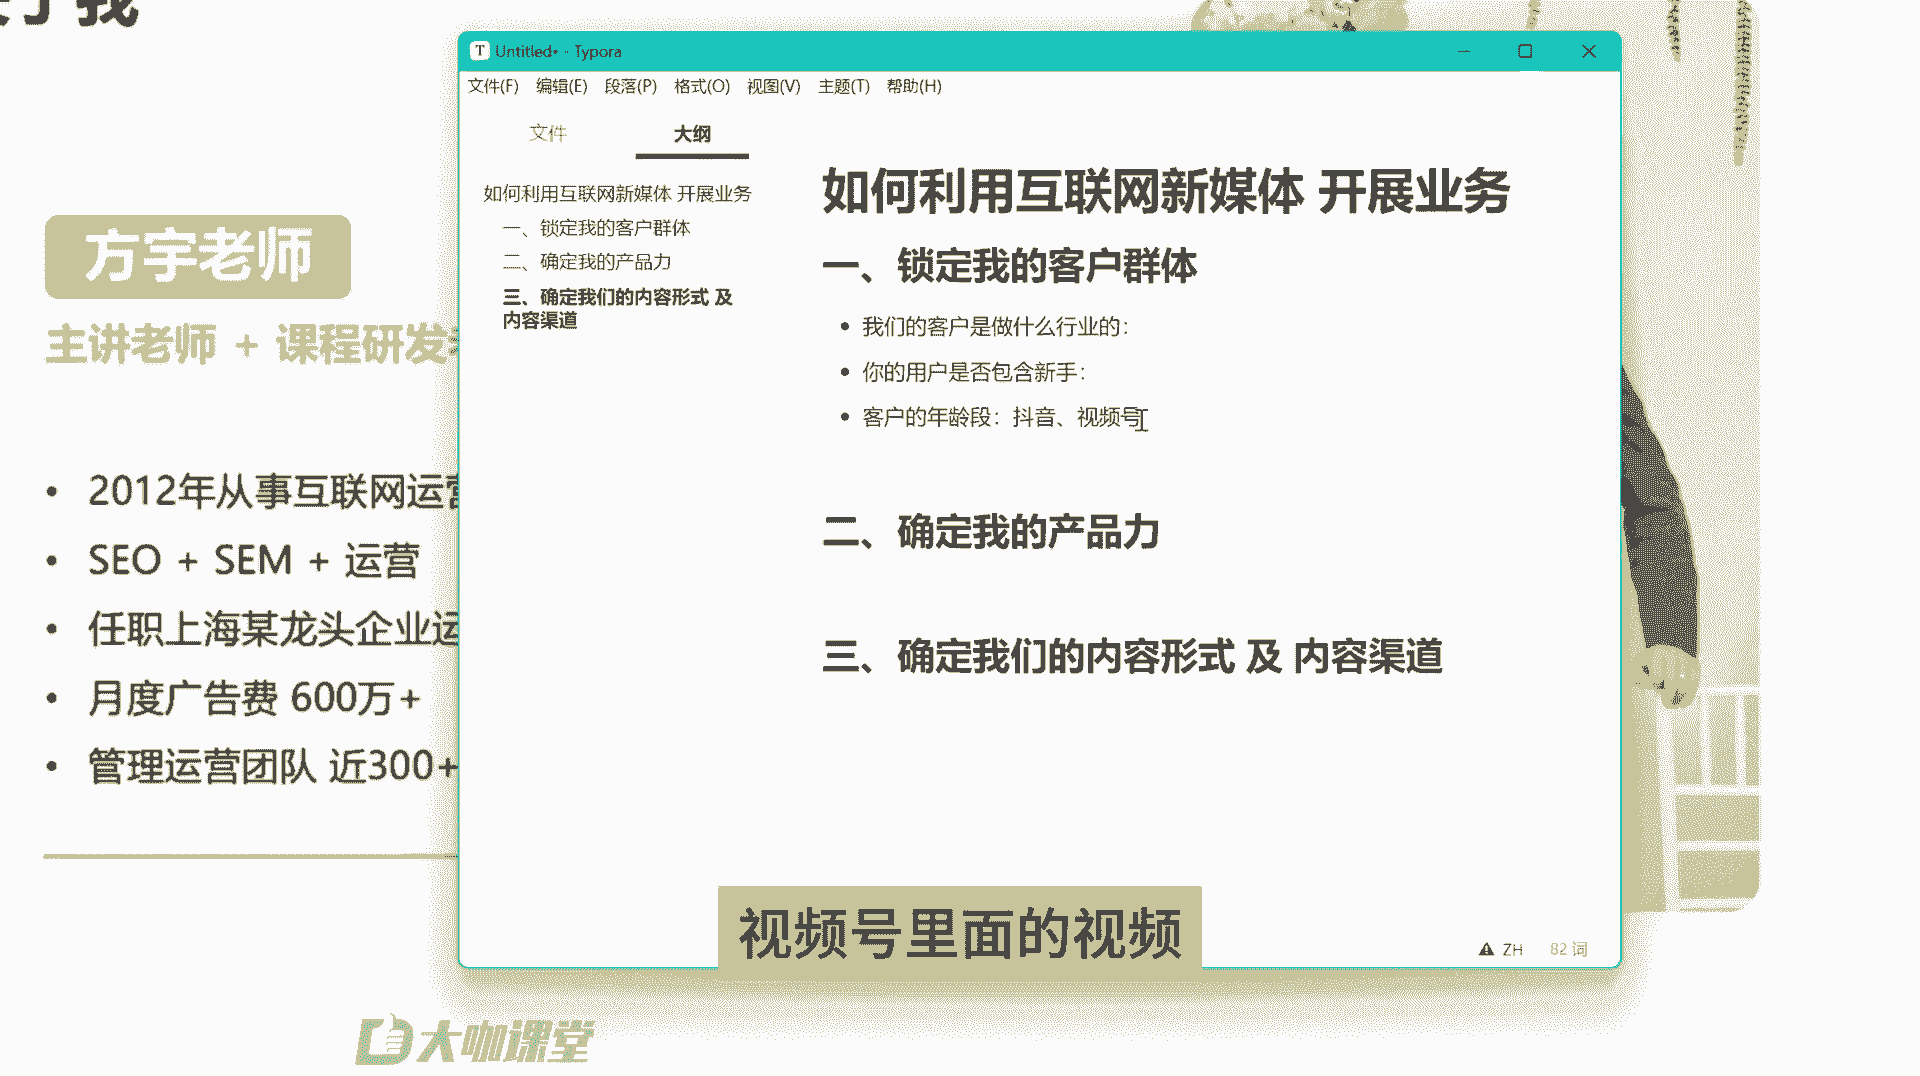 我
T Untitled• - Typora
文件(F) 编辑(E) 段落(P) 格式(O) 视图(V) 主题(T) 帮助(H)
文件 大纲
如何利用互联网新媒体 开展业务
一、锁定我的客户群体
二、确定我的产品力
三、确定我们的内容形式 及
内容渠道
如何利用互联网新媒体 开展业务
一、锁定我的客户群体
• 我们的客户是做什么行业的：
• 你的用户是否包含新手：
• 客户的年龄段：抖音、视频号
二、确定我的产品力
三、确定我们的内容形式 及 内容渠道
ZH 82 词
方宇老师
主讲老师 + 课程研发
• 2012年从事互联网运营
• SEO + SEM + 运营
• 任职上海某龙头企业运
• 月度广告费 600万+
• 管理运营团队 近300+
视频号里面的视频
大咖课堂